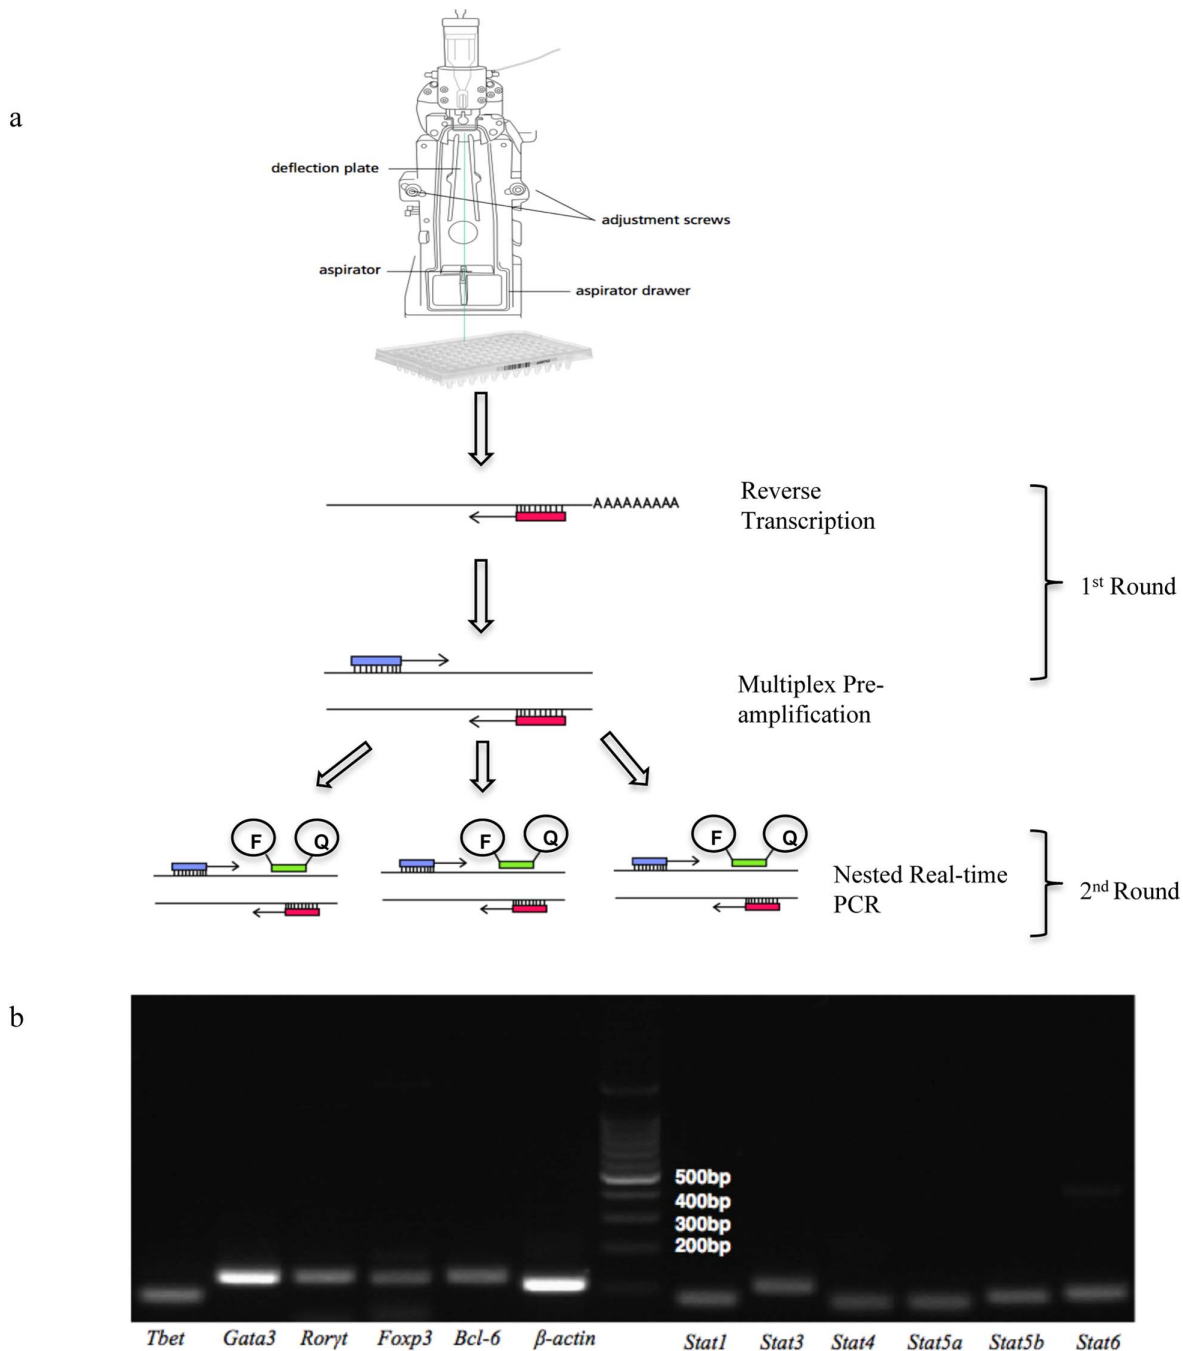 a
deflection plate
adjustment screws
aspirator
aspirator drawer
AAAAAAAAA
Reverse
Transcription
1st Round
Multiplex Pre-
amplification
F Q F Q F Q
Nested Real-time
PCR
2nd Round
b
500bp
400bp
300bp
200bp
Tbet Gata3 Rorγt Foxp3 Bcl-6 β-actin Stat1 Stat3 Stat4 Stat5a Stat5b Stat6